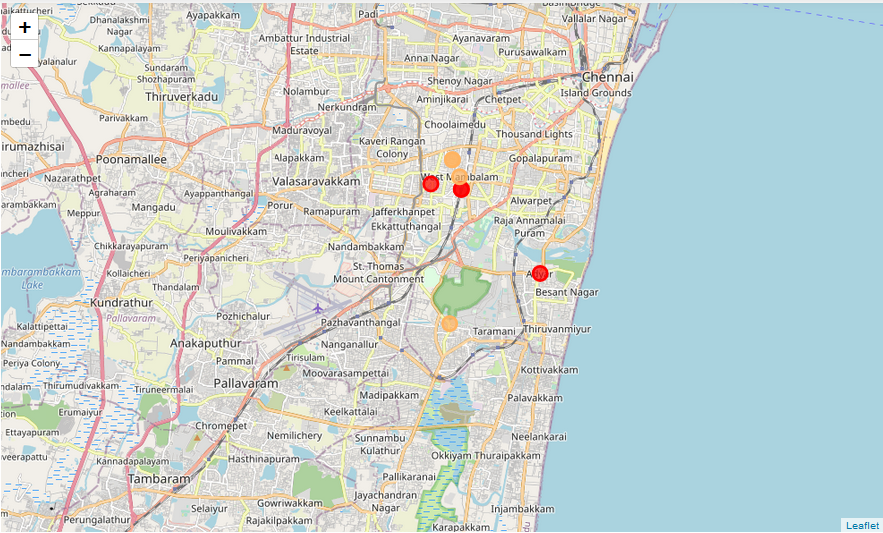 Padi
Vallalar Nagar
Ayapakkam
Dhanalakshmi
Nagar
Kannapalayam
Ambattur Industrial
Estate
Ayanavaram
Purusawalkam
Anna Nagar
Sundaram
Shozhapuram
Thiruverkadu
Nolambur
Shenoy Nagar
Chennai
Island Grounds
Nerkundram
Aminjikarai
Chetpet
Parivakkam
Maduravoyal
Choolaimedu
Thousand Lights
Kaveri Rangan
Colony
Poonamallee
Alapakkam
Gopalapuram
Nazarathpet
Valasaravakkam
West Mambalam
Agraharam
Ayappanthangal
Meppur
Mangadu
Porur
Ramapuram
Jafferkhanpet
Ekkattuthangal
Alwarpet
Raja Annamalai
Puram
Moulivakkam
Chikkarayapuram
Nandambakkam
Periyapanicheri
Kollaicheri
St. Thomas
Mount Cantonment
Lake
Thandalam
Besant Nagar
Kundrathur
Pallavaram
Pozhichalur
Pazhavanthangal
Kalattipettai
Nandambakkam
Taramani
Thiruvanmiyur
Anakaputhur
Nanganallur
Periya Colony
Pammal
Tirisulam
Kottivakkam
Thirumudivakkam
Tiruneermalai
Pallavaram
Moovarasampettai
Madipakkam
Palavakkam
Erumaiyur
Keelkattalai
Ettayapuram
Chromepet
Nemilichery
Sunnambu
Kulathur
Neelankarai
Kannadapalayam
Hasthinapuram
Okkiyam Thuraipakkam
Tambaram
Pallikaranai
Jayachandran
Nagar
Selaiyur
Gowriwakkam
Injambakkam
Perungalathur
Rajakilpakkam
Karapakkam
+
−
Leaflet